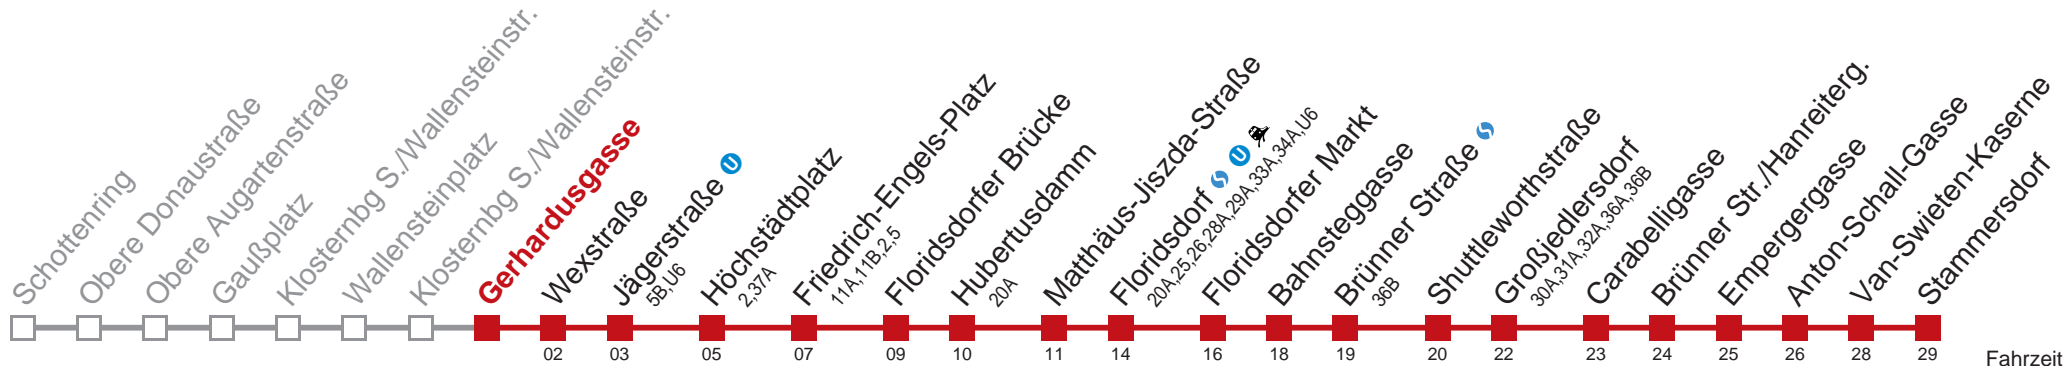 Schottenring
Obere Donaustraße
Obere Augartenstraße
Gaußplatz
Klosternbg S./Wallensteinstr.
Wallensteinplatz
Klosternbg S./Wallensteinstr.
Gerhardusgasse
Wexstraße
Jägerstraße U
5B,U6
Höchstädtplatz
2,37A
Friedrich-Engels-Platz
11A,11B,2,5
Floridsdorfer Brücke
Hubertusdamm
20A
Matthäus-Jiszda-Straße
Floridsdorf S U
20A,25,26,28A,29A,33A,34A,U6
Floridsdorfer Markt
Bahnsteggasse
Brünner Straße S
36B
Shuttleworthstraße
Großjedlersdorf
30A,31A,32A,36A,36B
Carabelligasse
Brünner Str./Hanreiterg.
Empergergasse
Anton-Schall-Gasse
Van-Swieten-Kaserne
Stammersdorf
02 03 05 07 09 10 11 14 16 18 19 20 22 23 24 25 26 28 29 Fahrzeit